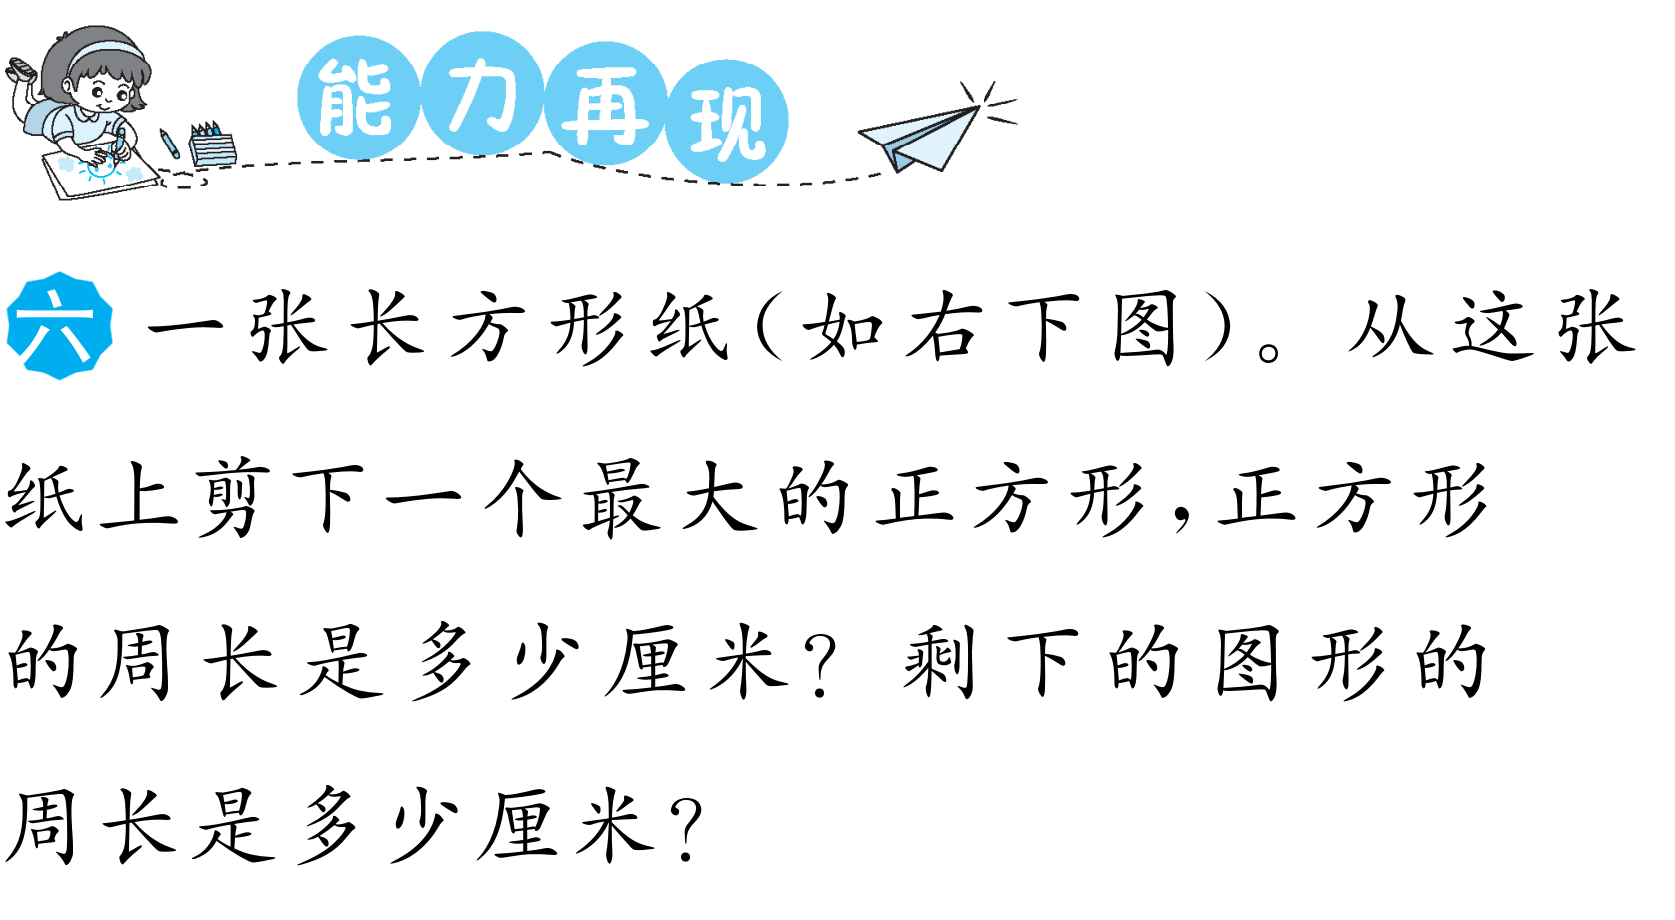 能力再现
六 一张长方形纸(如右下图)。从这张
纸上剪下一个最大的正方形,正方形
的周长是多少厘米? 剩下的图形的
周长是多少厘米?